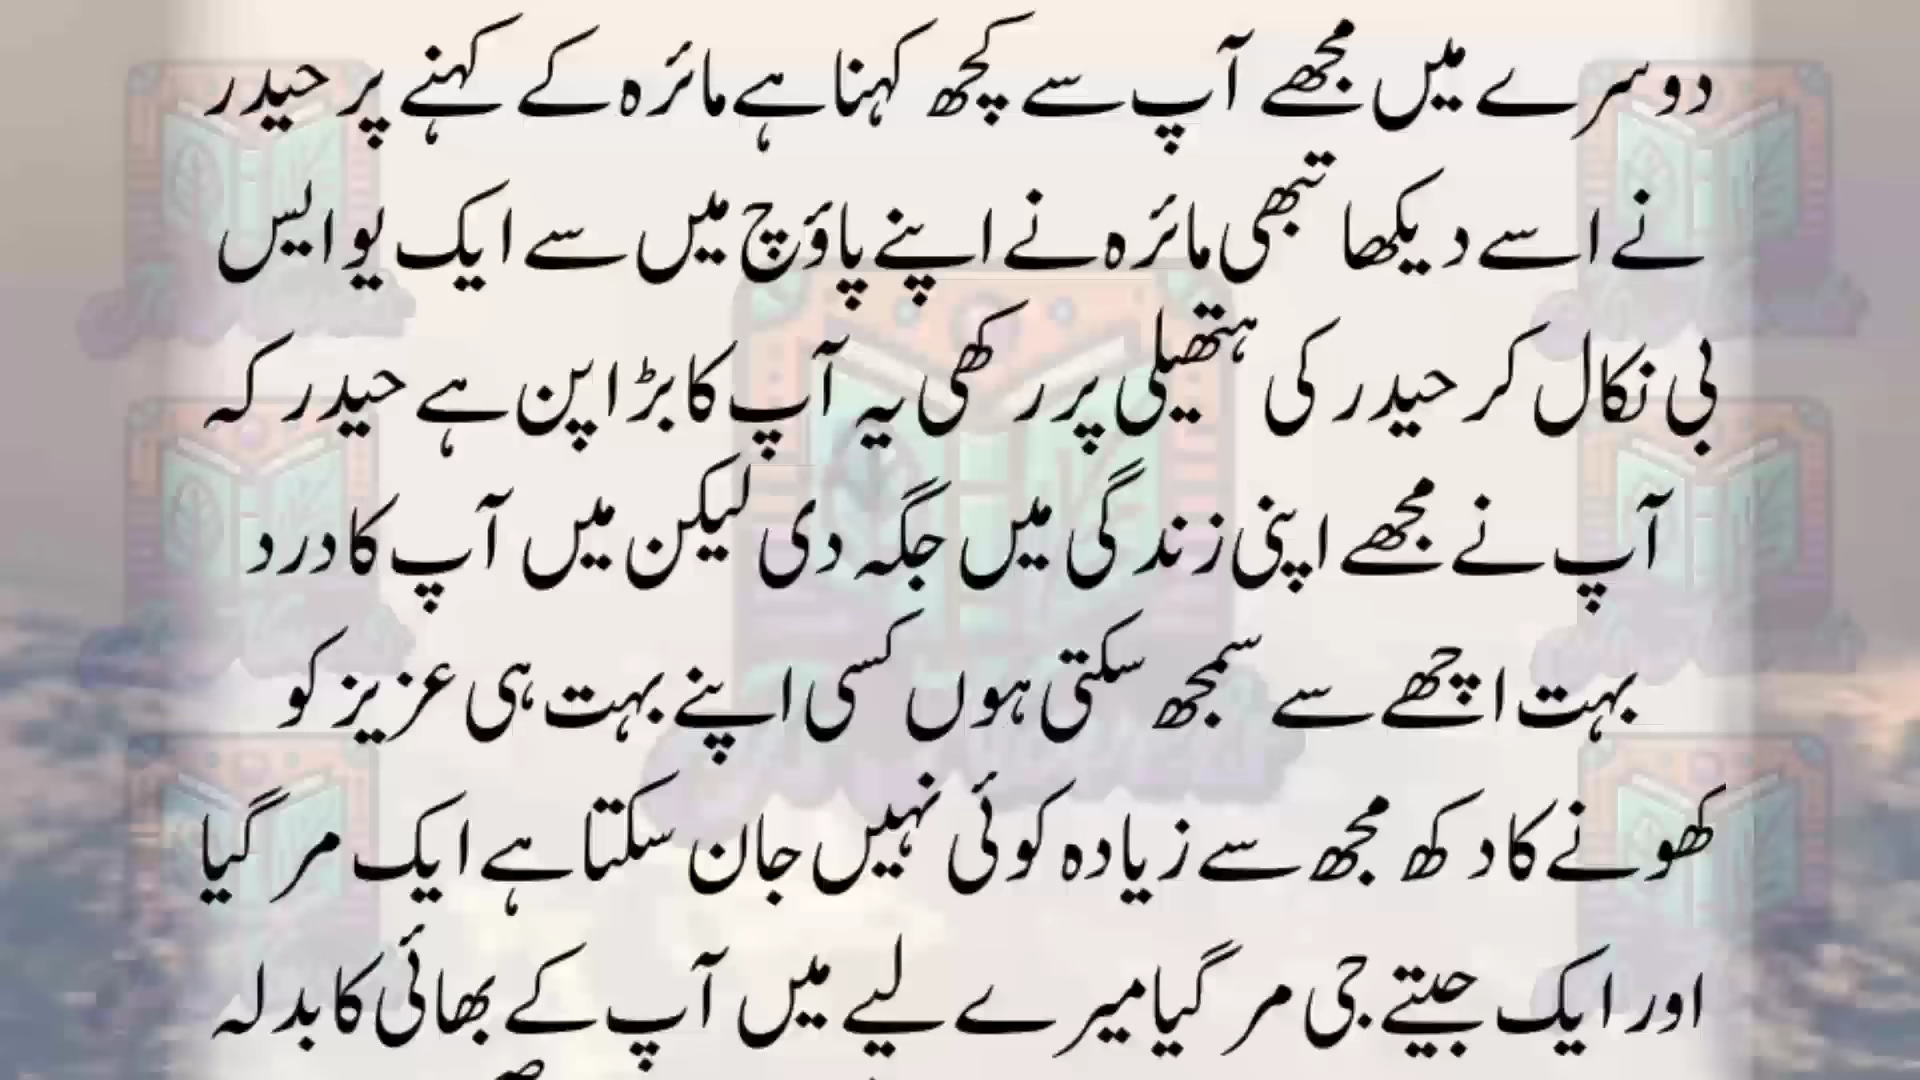 دوسرے میں مجھے آپ سے کچھ کہنا ہے مائرہ کے کہنے پر حیدر
نے اسے دیکھا تبھی مائرہ نے اپنے پاؤچ میں سے ایک یو ایس
بی نکال کر حیدر کی ہتھیلی پر رکھی یہ آپ کا بڑا پن ہے حیدر کہ
آپ نے مجھے اپنی زندگی میں جگہ دی لیکن میں آپ کا درد
بہت اچھے سے سمجھ سکتی ہوں کسی اپنے بہت ہی عزیز کو
کھونے کا دکھ مجھ سے زیادہ کوئی نہیں جان سکتا ہے ایک مر گیا
اور ایک جیتے جی مر گیا میرے لیے میں آپ کے بھائی کا بدلہ